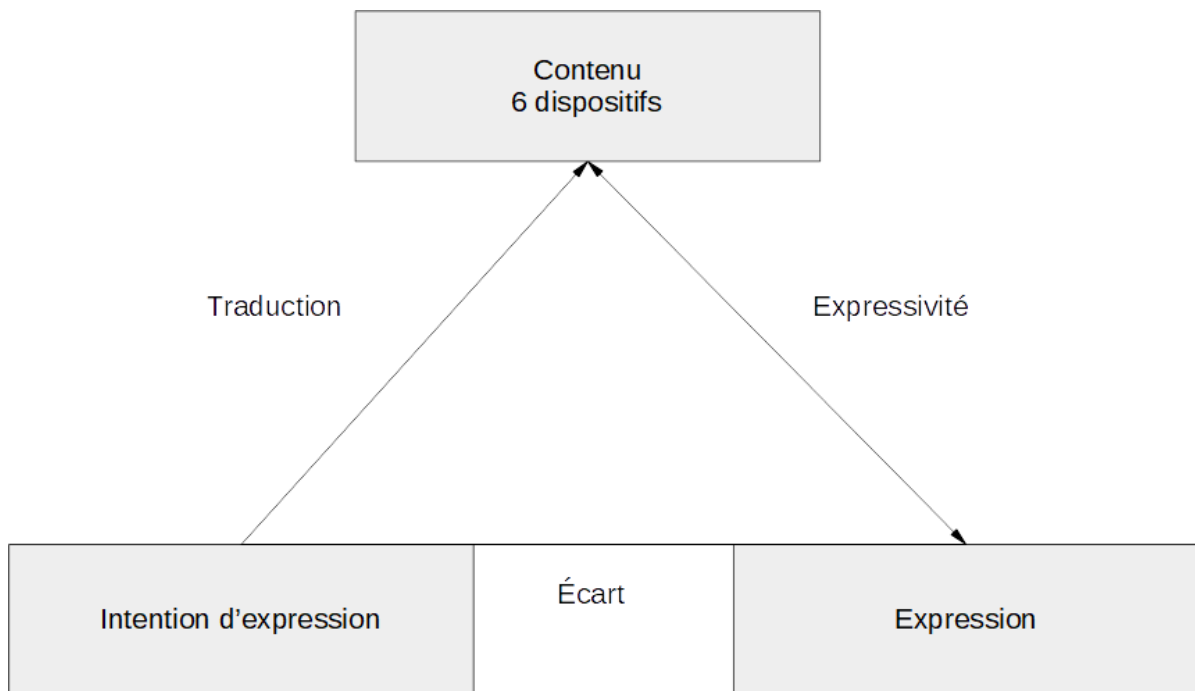 Contenu
6 dispositifs
Traduction
Expressivité
Écart
Intention d’expression
Expression